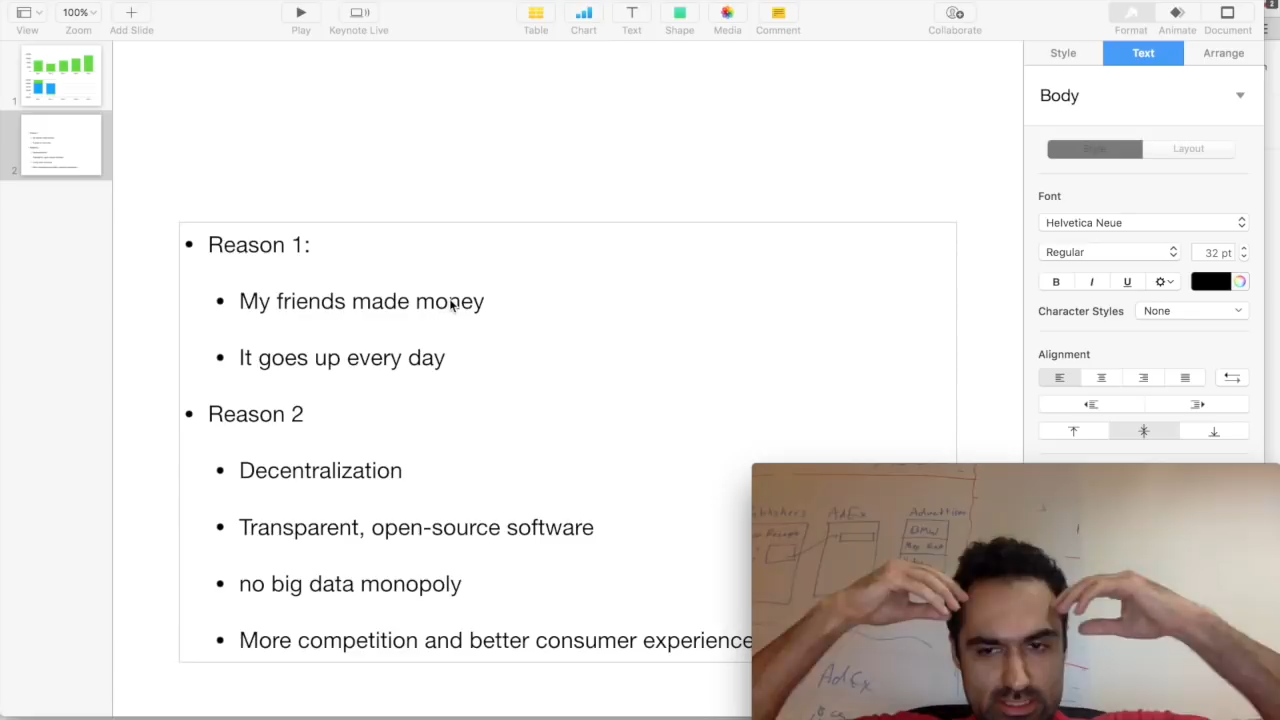 100%
View
Zoom
Add Slide
Play
Keynote Live
Table
Chart
Text
Shape
Media
Comment
Collaborate
Format
Animate
Document
Style
Text
Arrange
1
2
Body
Style
Layout
Font
Helvetica Neue
Regular
32 pt
B
I
U
Character Styles
None
Alignment
• Reason 1:
• My friends made money
• It goes up every day
• Reason 2
• Decentralization
• Transparent, open-source software
• no big data monopoly
• More competition and better consumer experience
AdEx
BMW
AdEx